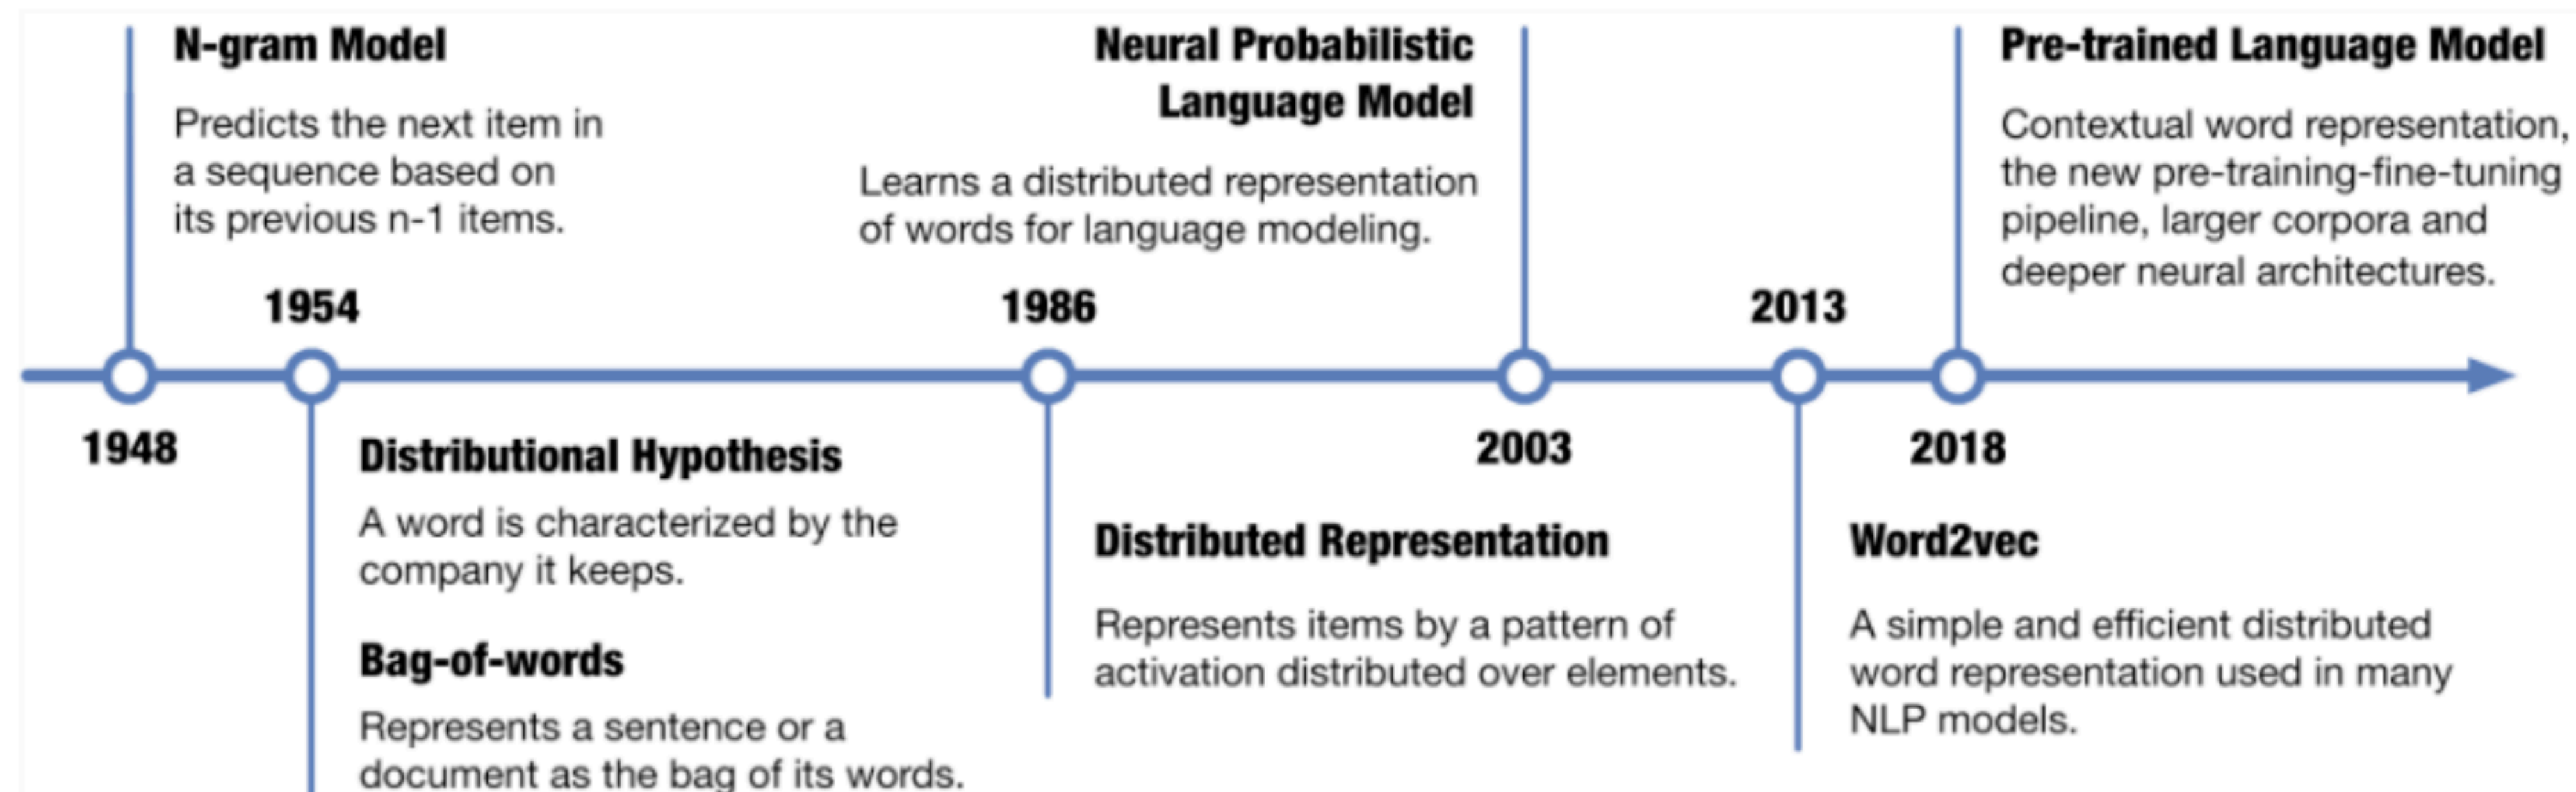 N-gram Model
Predicts the next item in
a sequence based on
its previous n-1 items.
Neural Probabilistic
Language Model
Learns a distributed representation
of words for language modeling.
Pre-trained Language Model
Contextual word representation,
the new pre-training-fine-tuning
pipeline, larger corpora and
deeper neural architectures.
1954
1986
2013
1948
2003
2018
Distributional Hypothesis
A word is characterized by the
company it keeps.
Bag-of-words
Represents a sentence or a
document as the bag of its words.
Distributed Representation
Represents items by a pattern of
activation distributed over elements.
Word2vec
A simple and efficient distributed
word representation used in many
NLP models.